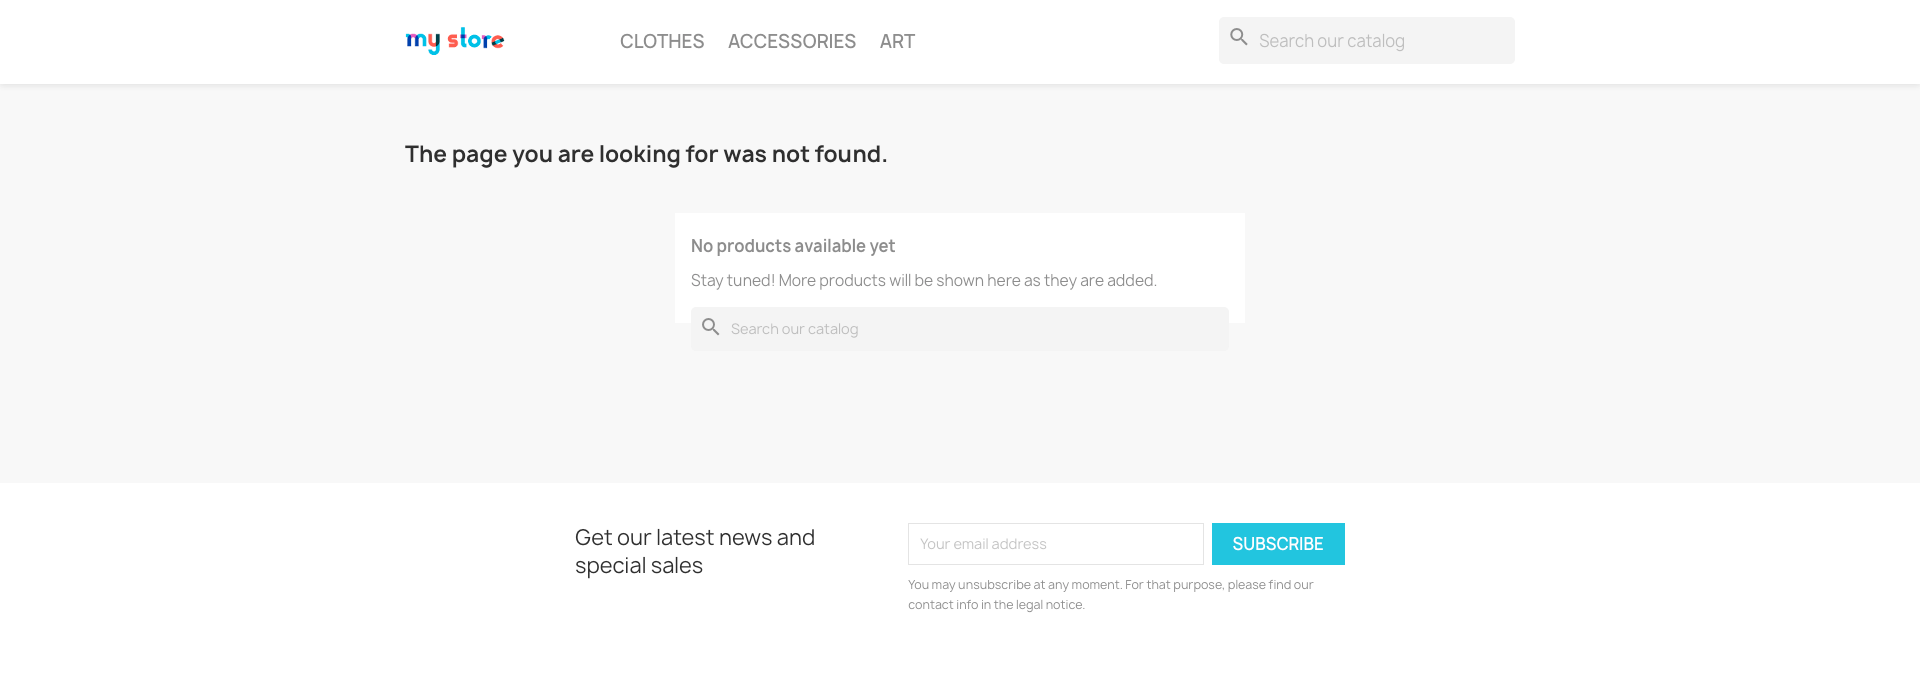 my store
CLOTHES
ACCESSORIES
ART
Search our catalog
The page you are looking for was not found.
No products available yet
Stay tuned! More products will be shown here as they are added.
Search our catalog
Get our latest news and
special sales
Your email address
SUBSCRIBE
You may unsubscribe at any moment. For that purpose, please find our
contact info in the legal notice.